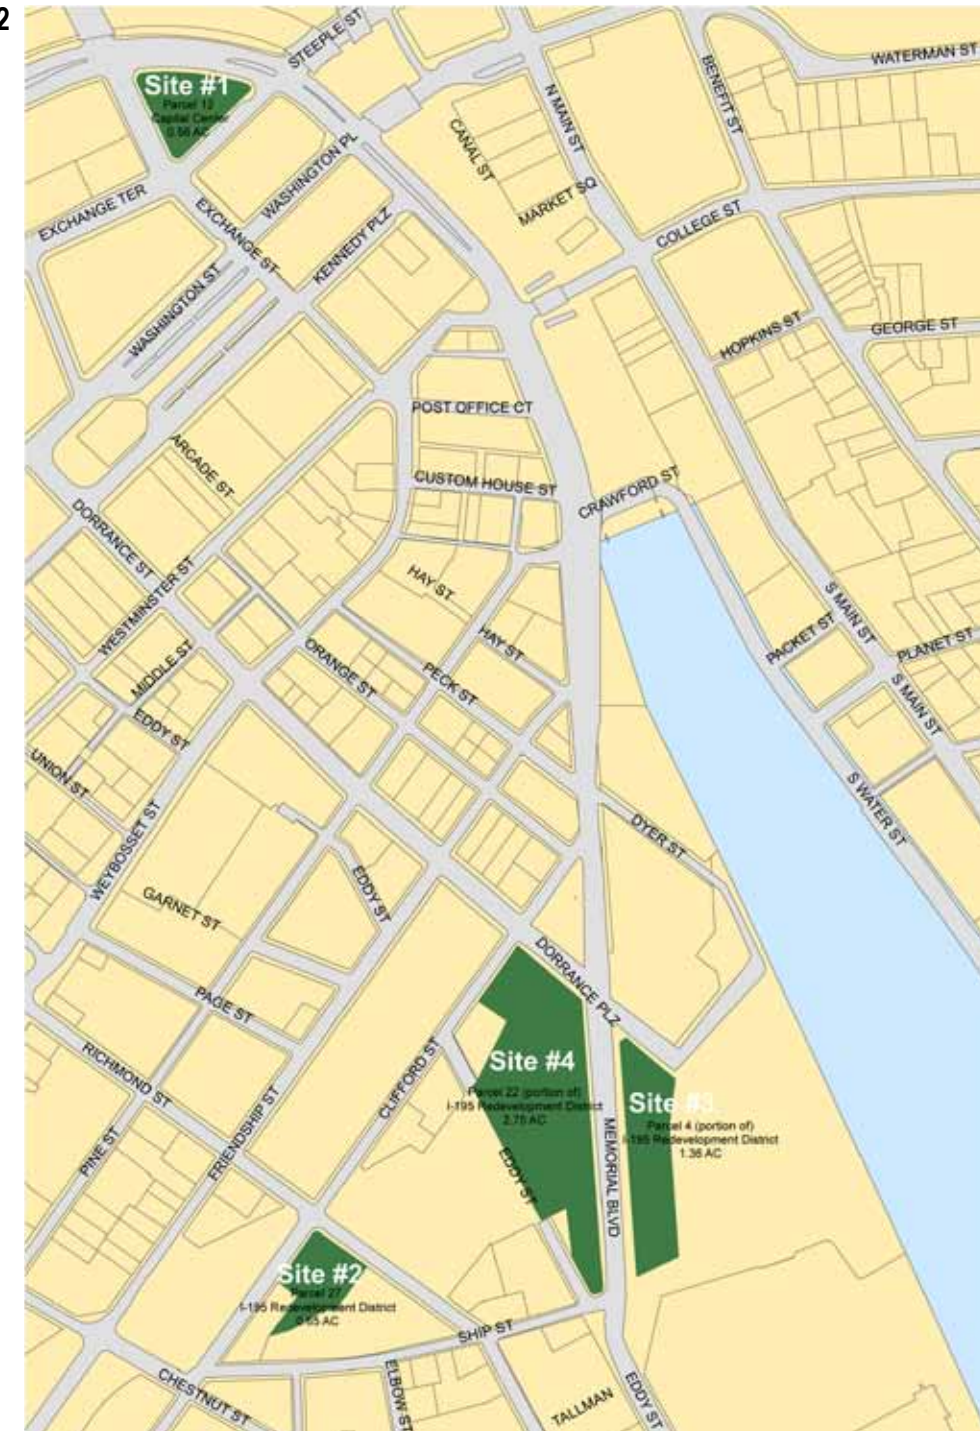 2
STEEPLE ST
WATERMAN ST
BENEFIT ST
N MAIN ST
CANAL ST
Site #1
Parcel 12
Capital Center
0.56 AC
WASHINGTON PL
EXCHANGE TER
EXCHANGE ST
KENNEDY PLZ
MARKET SQ
COLLEGE ST
WASHINGTON ST
HOPKINS ST
GEORGE ST
POST OFFICE CT
ARCADE ST
CUSTOM HOUSE ST
CRAWFORD ST
DORRANCE ST
WESTMINSTER ST
HAY ST
HAY ST
S MAIN ST
PACKET ST
PLANET ST
MIDDLE ST
ORANGE ST
PECK ST
S MAIN ST
EDDY ST
UNION ST
S WATER ST
WEYBOSSET ST
DYER ST
EDDY ST
GARNET ST
DORRANCE PLZ
PAGE ST
RICHMOND ST
CLIFFORD ST
Site #4
Parcel 22 (portion of)
I-195 Redevelopment District
2.75 AC
Site #3
Parcel 4 (portion of)
I-195 Redevelopment District
1.36 AC
PINE ST
FRIENDSHIP ST
EDDY ST
MEMORIAL BLVD
Site #2
Parcel 27
I-195 Redevelopment District
0.65 AC
SHIP ST
CHESTNUT ST
ELBOW ST
TALLMAN
EDDY ST